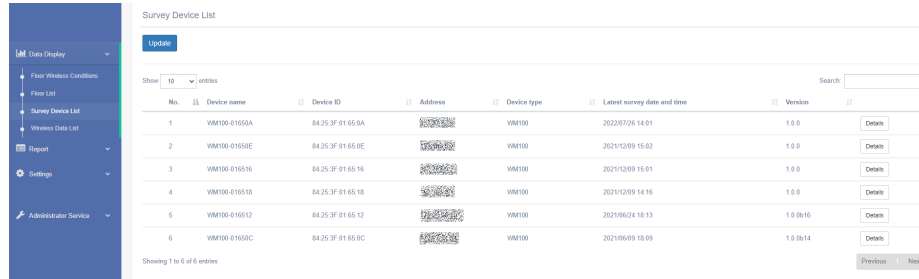 Survey Device List
Update
Data Display
Floor Wireless Conditions
Floor List
Survey Device List
Wireless Data List
Report
Settings
Administrator Service
Show 10 entries
Search:
No. Device name Device ID Address Device type Latest survey date and time Version
1 WM100-01650A 84:25:3F:01:65:0A WM100 2022/07/26 14:01 1.0.0 Details
2 WM100-01650E 84:25:3F:01:65:0E WM100 2021/12/09 15:02 1.0.0 Details
3 WM100-016516 84:25:3F:01:65:16 WM100 2021/12/09 15:01 1.0.0 Details
4 WM100-016518 84:25:3F:01:65:18 WM100 2021/12/09 14:16 1.0.0 Details
5 WM100-016512 84:25:3F:01:65:12 WM100 2021/06/24 18:13 1.0.0b16 Details
6 WM100-01650C 84:25:3F:01:65:0C WM100 2021/06/09 18:09 1.0.0b14 Details
Showing 1 to 6 of 6 entries
Previous